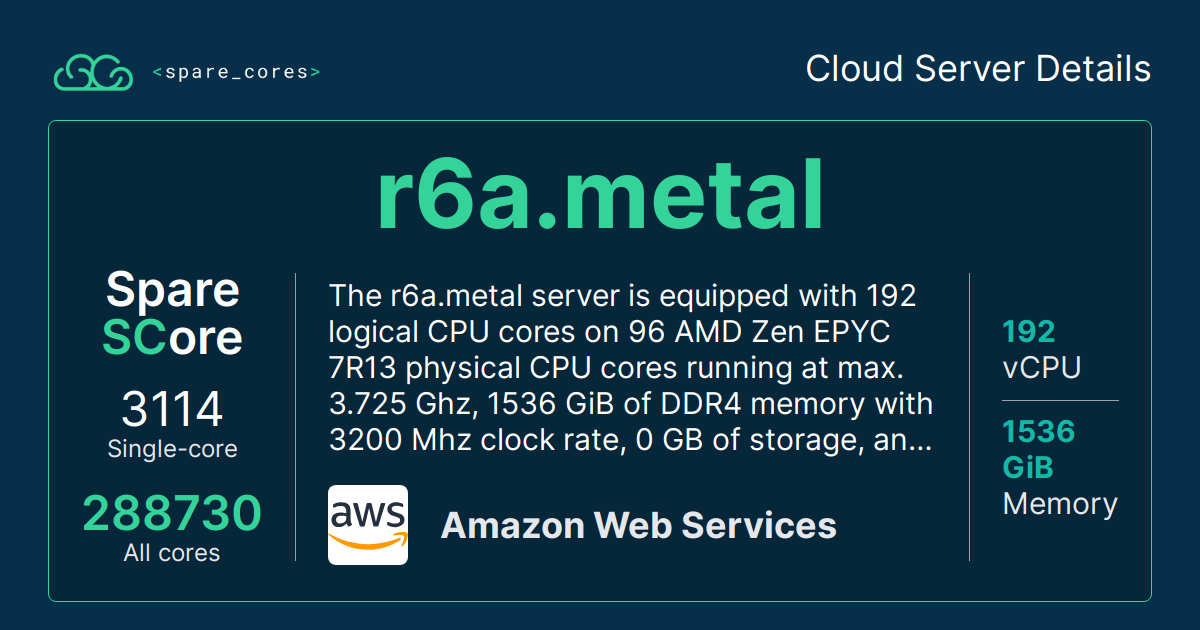 <spare_cores>
Cloud Server Details
r6a.metal
Spare
SCore
3114
Single-core
288730
All cores
The r6a.metal server is equipped with 192
logical CPU cores on 96 AMD Zen EPYC
7R13 physical CPU cores running at max.
3.725 Ghz, 1536 GiB of DDR4 memory with
3200 Mhz clock rate, 0 GB of storage, an...
aws
Amazon Web Services
192
vCPU
1536
GiB
Memory